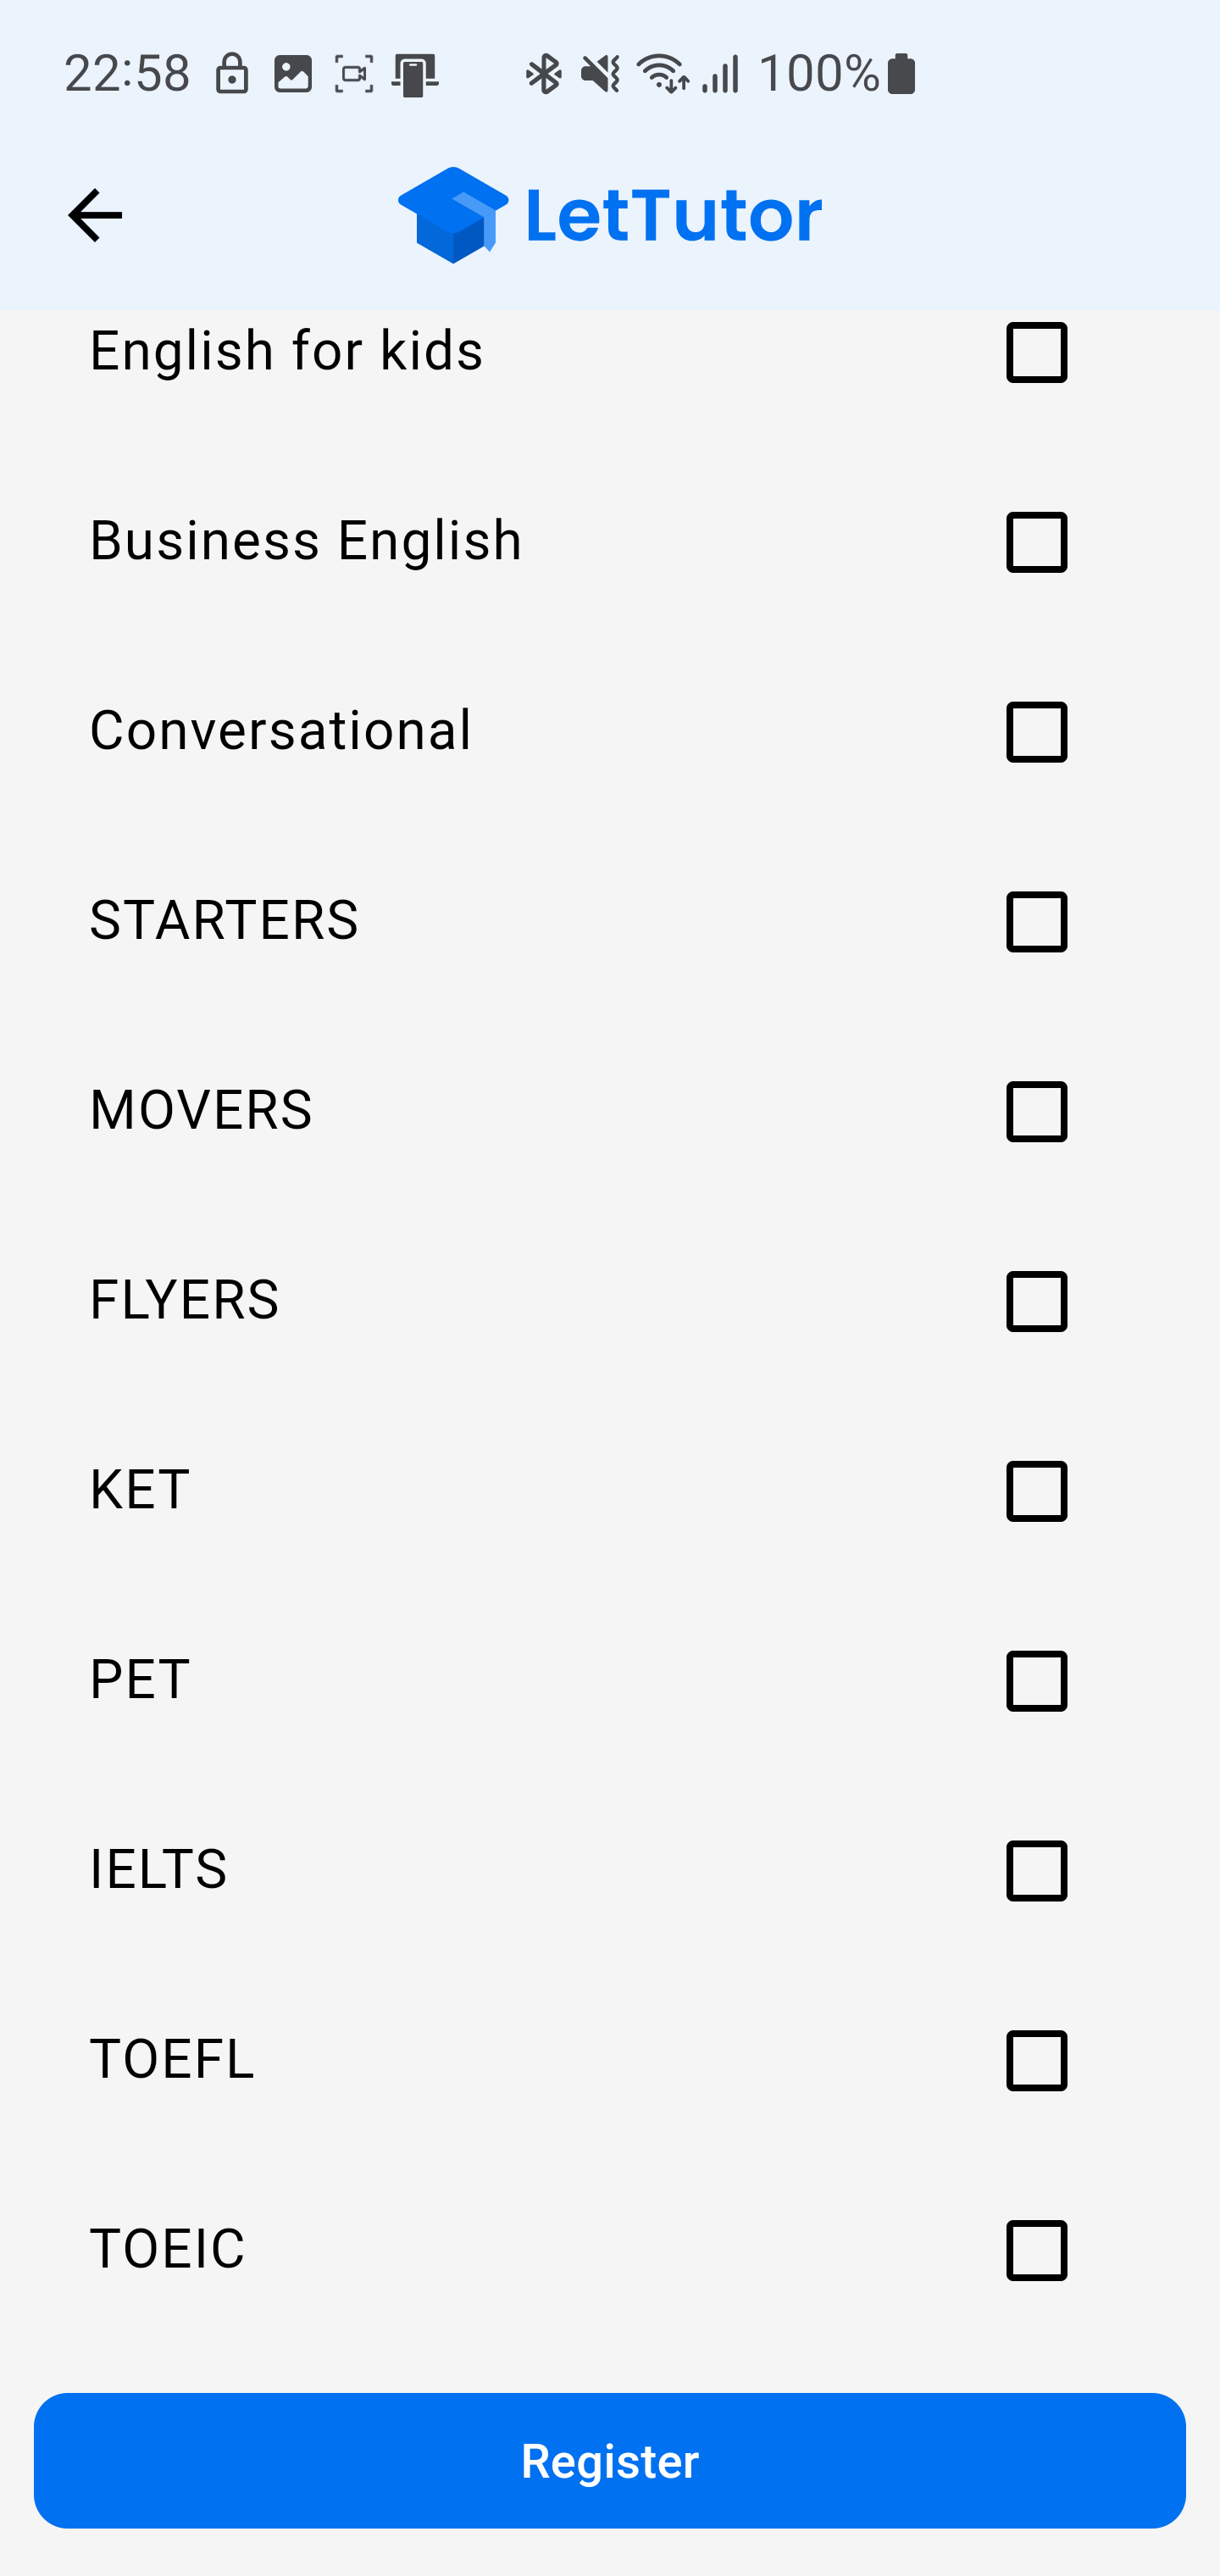 22:58 100%
LetTutor
English for kids
Business English
Conversational
STARTERS
MOVERS
FLYERS
KET
PET
IELTS
TOEFL
TOEIC
Register